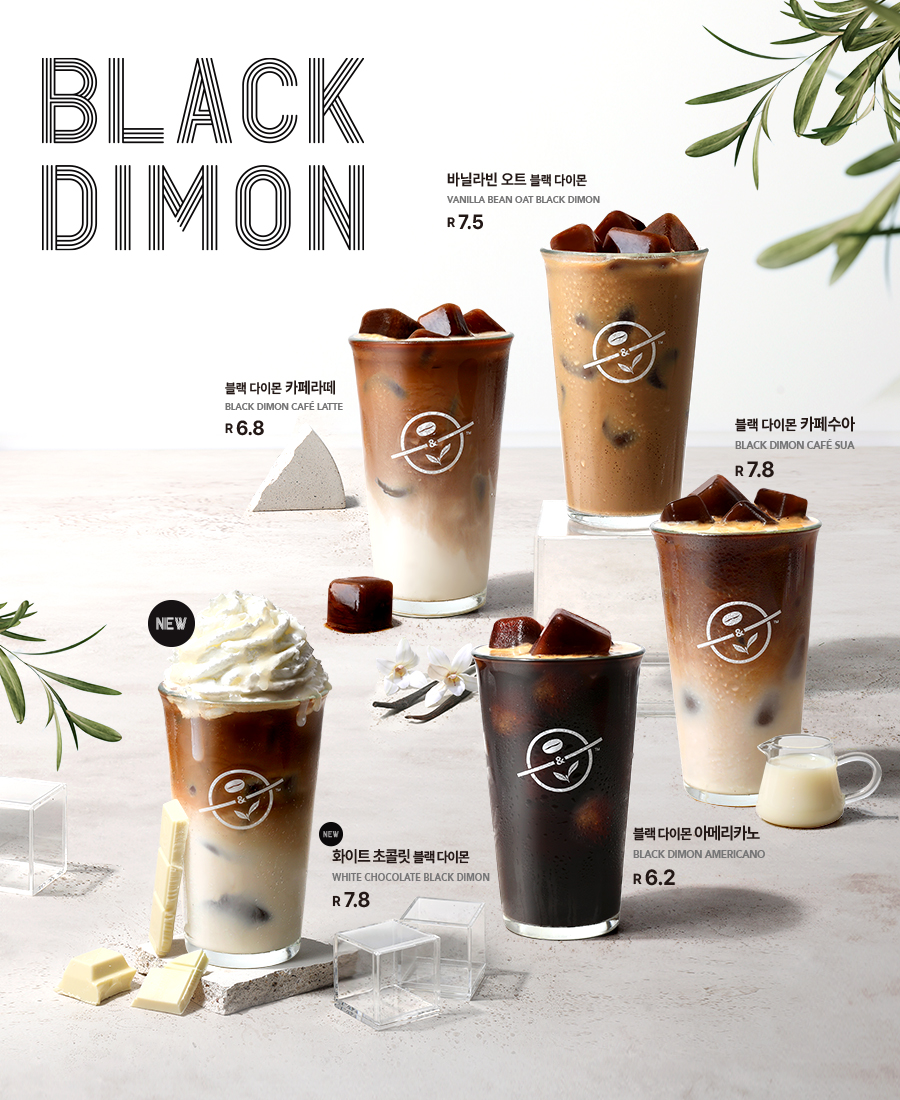 BLACK
DIMON
바닐라빈 오트 블랙 다이몬
VANILLA BEAN OAT BLACK DIMON
R 7.5
블랙 다이몬 카페라떼
BLACK DIMON CAFÉ LATTE
R 6.8
블랙 다이몬 카페수아
BLACK DIMON CAFÉ SUA
R 7.8
NEW
&
TM
&
TM
&
TM
&
&
TM
NEW
화이트 초콜릿 블랙 다이몬
WHITE CHOCOLATE BLACK DIMON
R 7.8
블랙 다이몬 아메리카노
BLACK DIMON AMERICANO
R 6.2